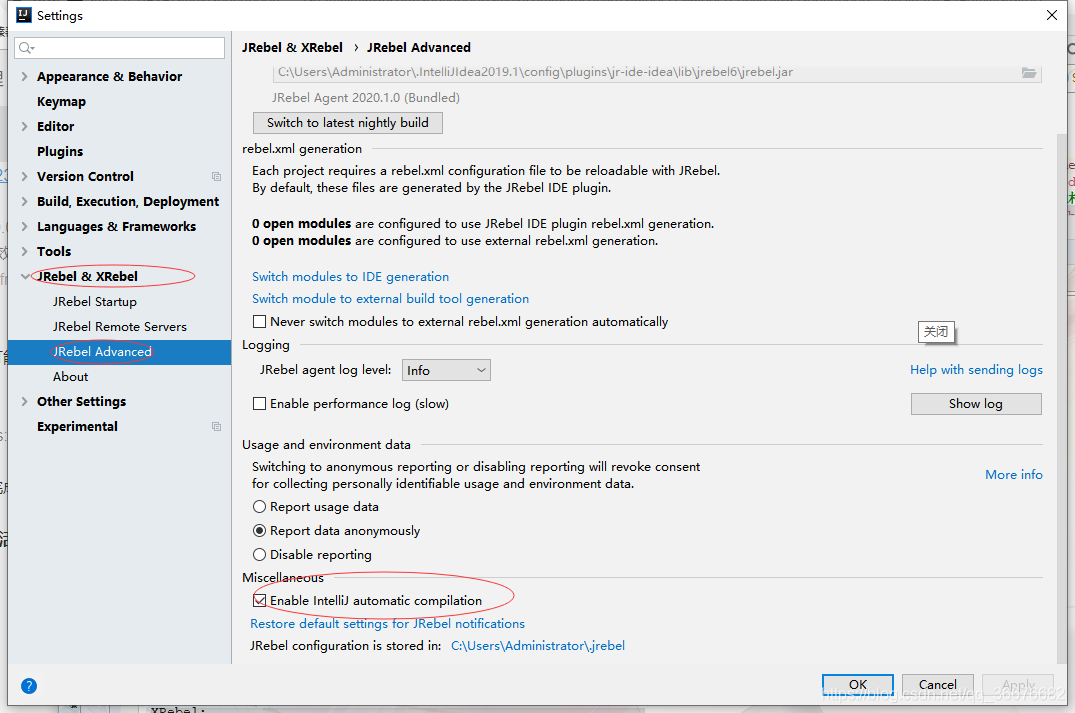 Settings
JRebel & XRebel › JRebel Advanced
Appearance & Behavior
Keymap
Editor
Plugins
Version Control
Build, Execution, Deployment
Languages & Frameworks
Tools
JRebel & XRebel
JRebel Startup
JRebel Remote Servers
JRebel Advanced
About
Other Settings
Experimental
C:\Users\Administrator\.IntelliJIdea2019.1\config\plugins\jr-ide-idea\lib\jrebel6\jrebel.jar
JRebel Agent 2020.1.0 (Bundled)
Switch to latest nightly build
rebel.xml generation
Each project requires a rebel.xml configuration file to be reloadable with JRebel.
By default, these files are generated by the JRebel IDE plugin.
0 open modules are configured to use JRebel IDE plugin rebel.xml generation.
0 open modules are configured to use external rebel.xml generation.
Switch modules to IDE generation
Switch module to external build tool generation
Never switch modules to external rebel.xml generation automatically
关闭
Logging
JRebel agent log level: Info
Help with sending logs
Enable performance log (slow)
Show log
Usage and environment data
Switching to anonymous reporting or disabling reporting will revoke consent
for collecting personally identifiable usage and environment data.
More info
Report usage data
Report data anonymously
Disable reporting
Miscellaneous
Enable IntelliJ automatic compilation
Restore default settings for JRebel notifications
JRebel configuration is stored in: C:\Users\Administrator\.jrebel
?
OK
Cancel
Apply
XRebel: